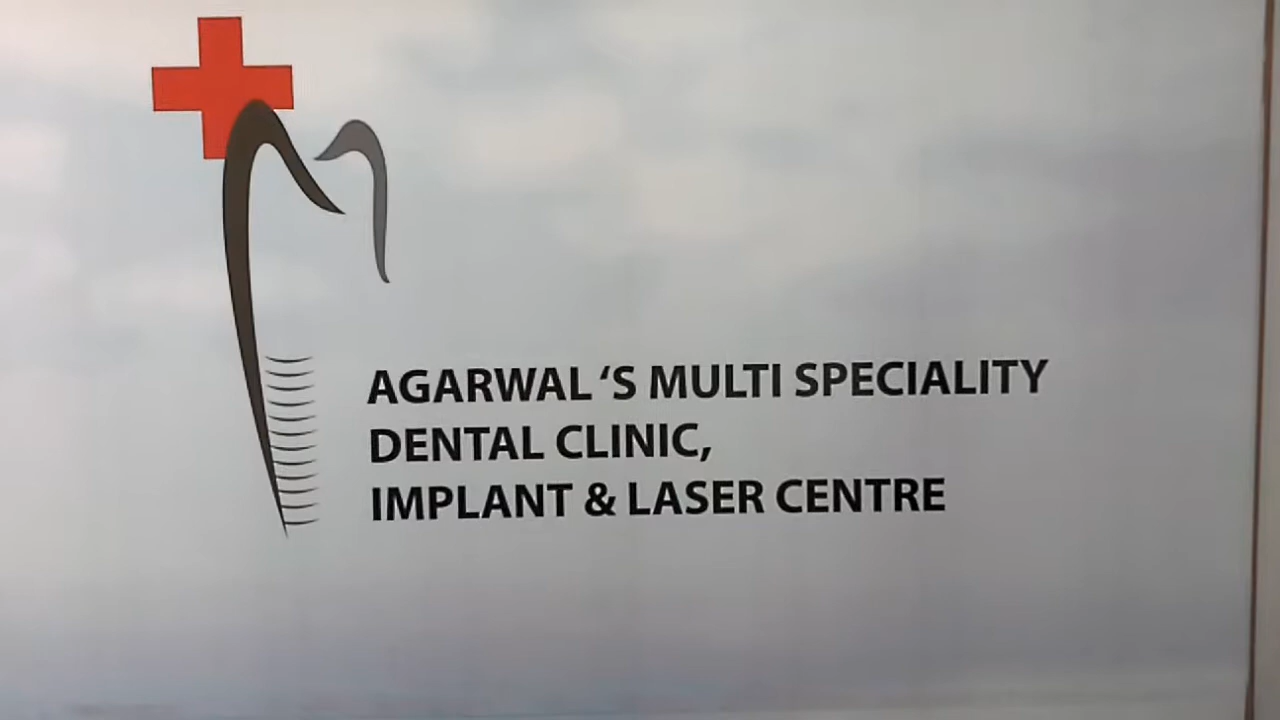 AGARWAL ‘S MULTI SPECIALITY
DENTAL CLINIC,
IMPLANT & LASER CENTRE